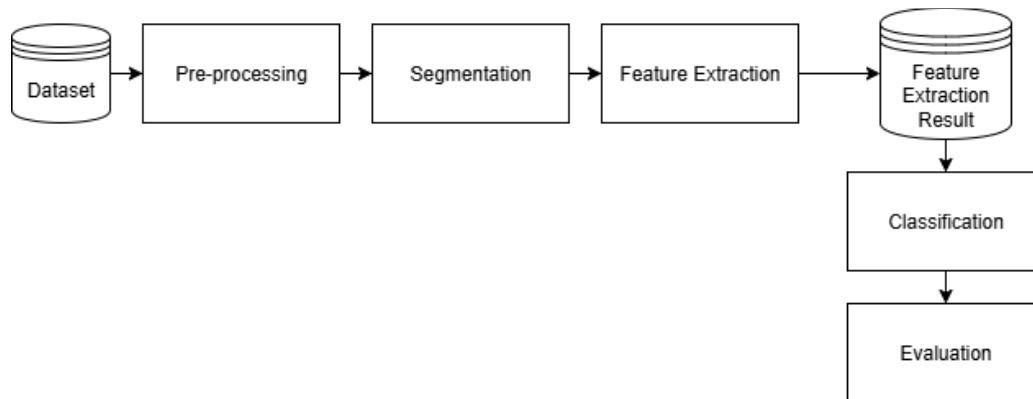 Dataset
Pre-processing
Segmentation
Feature Extraction
Feature
Extraction
Result
Classification
Evaluation